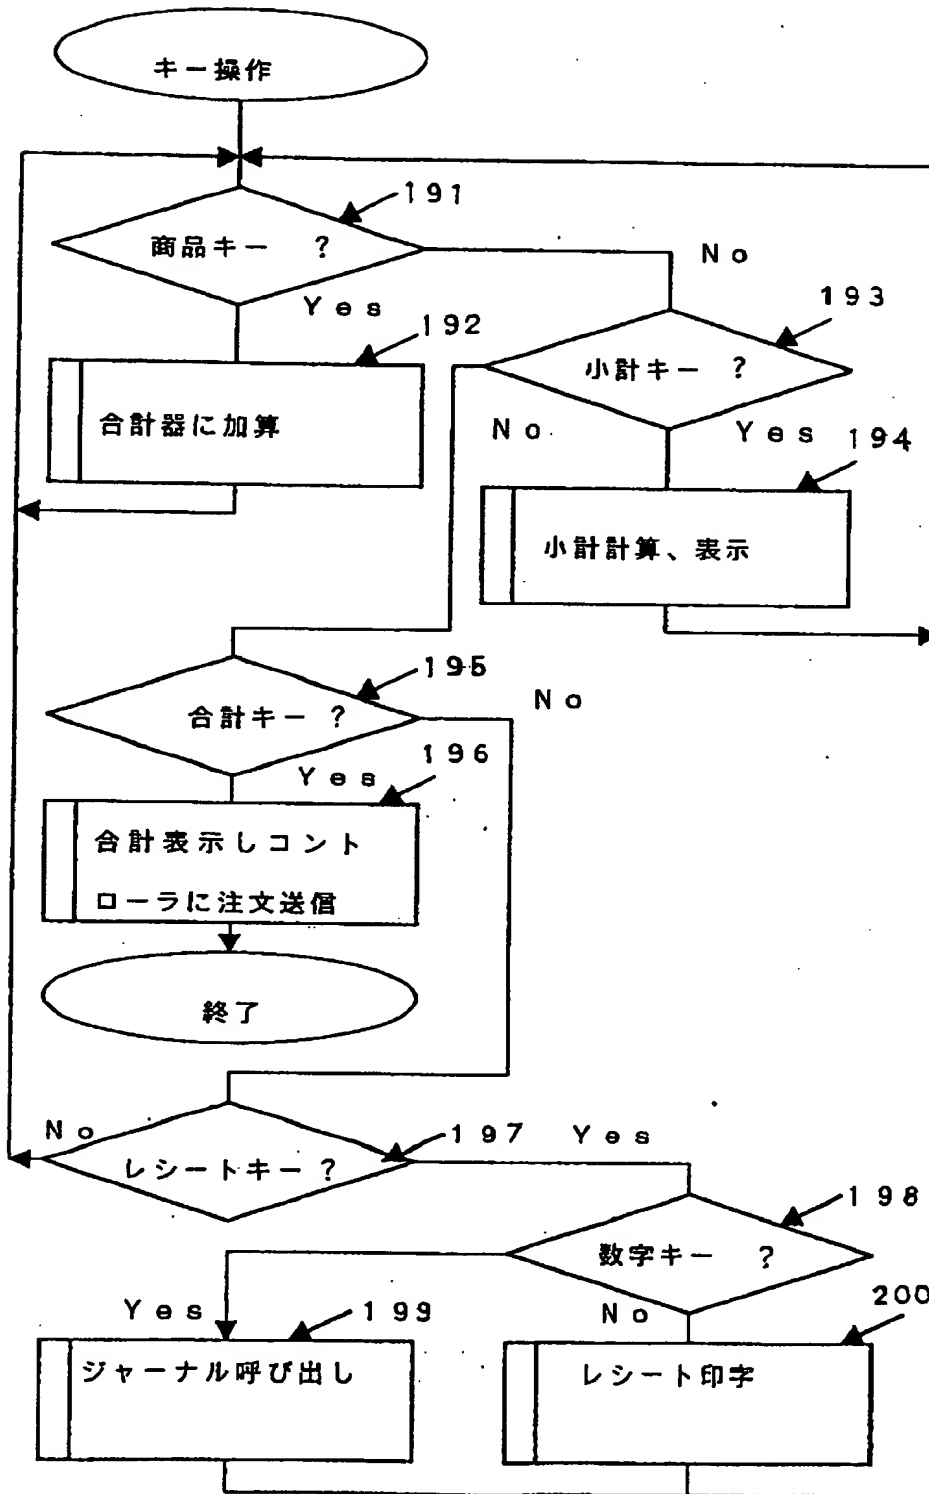 キー操作
191
商品キー ?
No
Yes
192
193
合計器に加算
小計キー ?
No
Yes
194
小計計算、表示
195
合計キー ?
No
Yes
196
合計表示しコント
ローラに注文送信
終了
No
197
Yes
レシートキー ?
198
数字キー ?
Yes
199
No
200
ジャーナル呼び出し
レシート印字